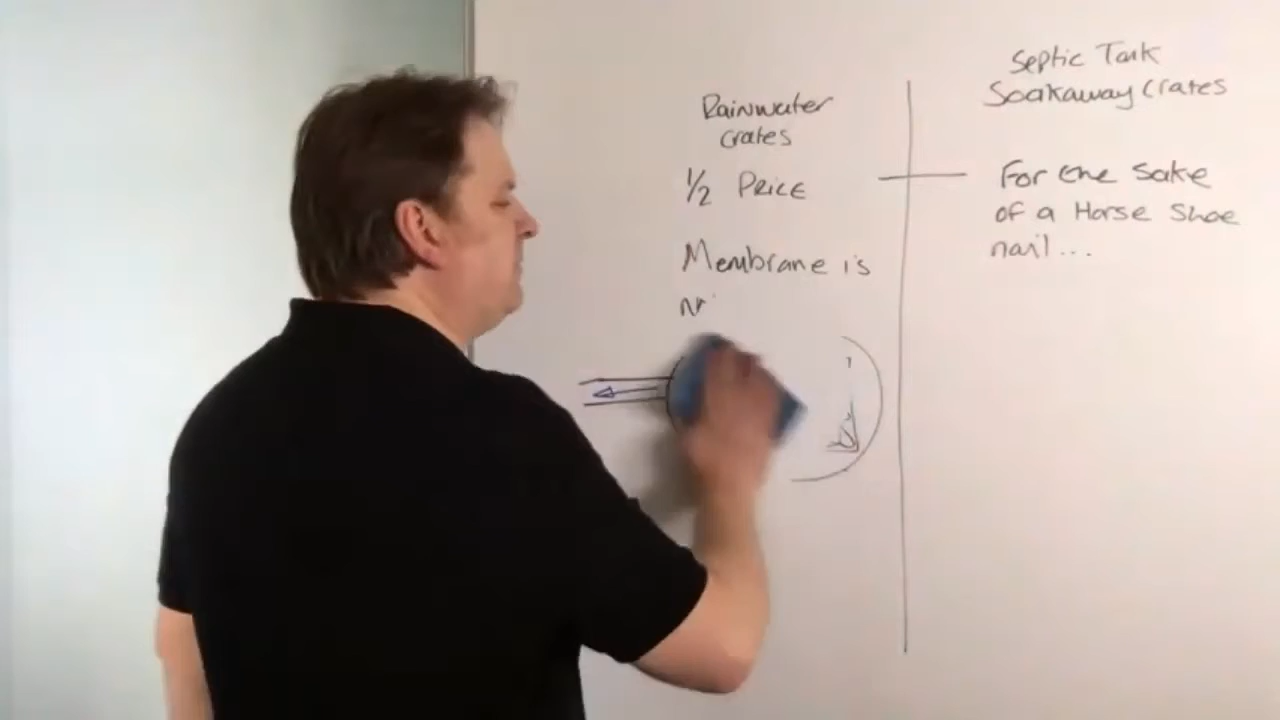 Rainwater
Crates
1/2 PRICE
Membrane is
Septic Tank
Soakaway Crates
For the Sake
of a Horse Shoe
nail...